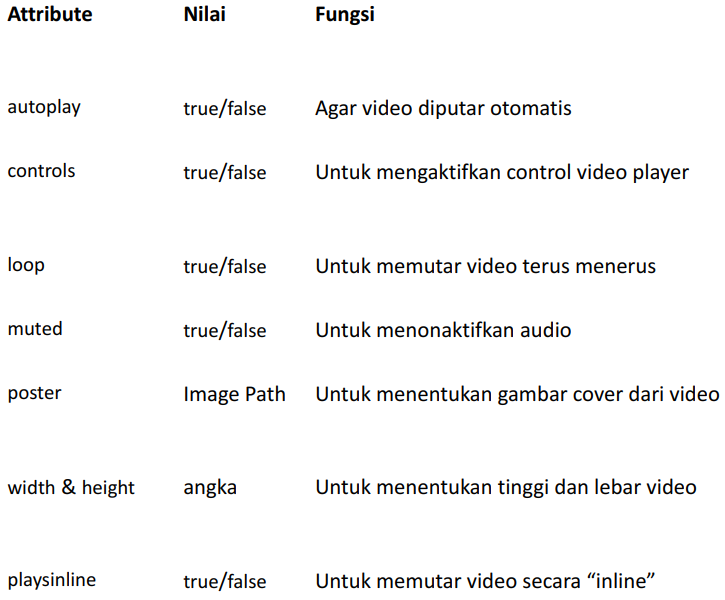 Attribute Nilai Fungsi
autoplay true/false Agar video diputar otomatis
controls true/false Untuk mengaktifkan control video player
loop true/false Untuk memutar video terus menerus
muted true/false Untuk menonaktifkan audio
poster Image Path Untuk menentukan gambar cover dari video
width & height angka Untuk menentukan tinggi dan lebar video
playsinline true/false Untuk memutar video secara “inline”